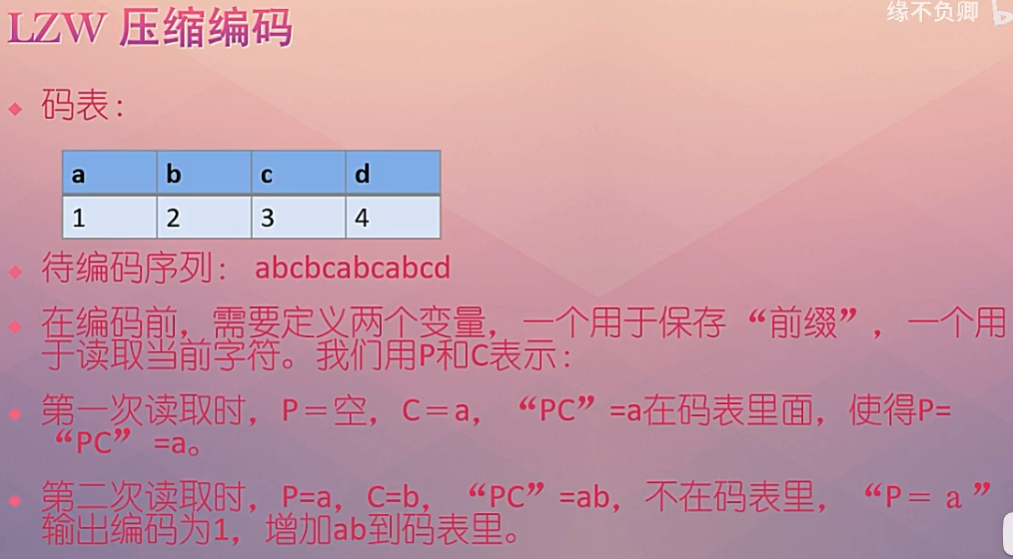 LZW 压缩编码
缘不负卿
码表：
a b c d
1 2 3 4
待编码序列： abcbcabcabcd
在编码前，需要定义两个变量，一个用于保存“前缀”，一个用
于读取当前字符。我们用P和C表示：
第一次读取时，P＝空，C＝a，“PC”=a在码表里面，使得P=
“PC”=a。
第二次读取时，P=a，C=b，“PC”=ab，不在码表里，“P＝ a ”
输出编码为1，增加ab到码表里。